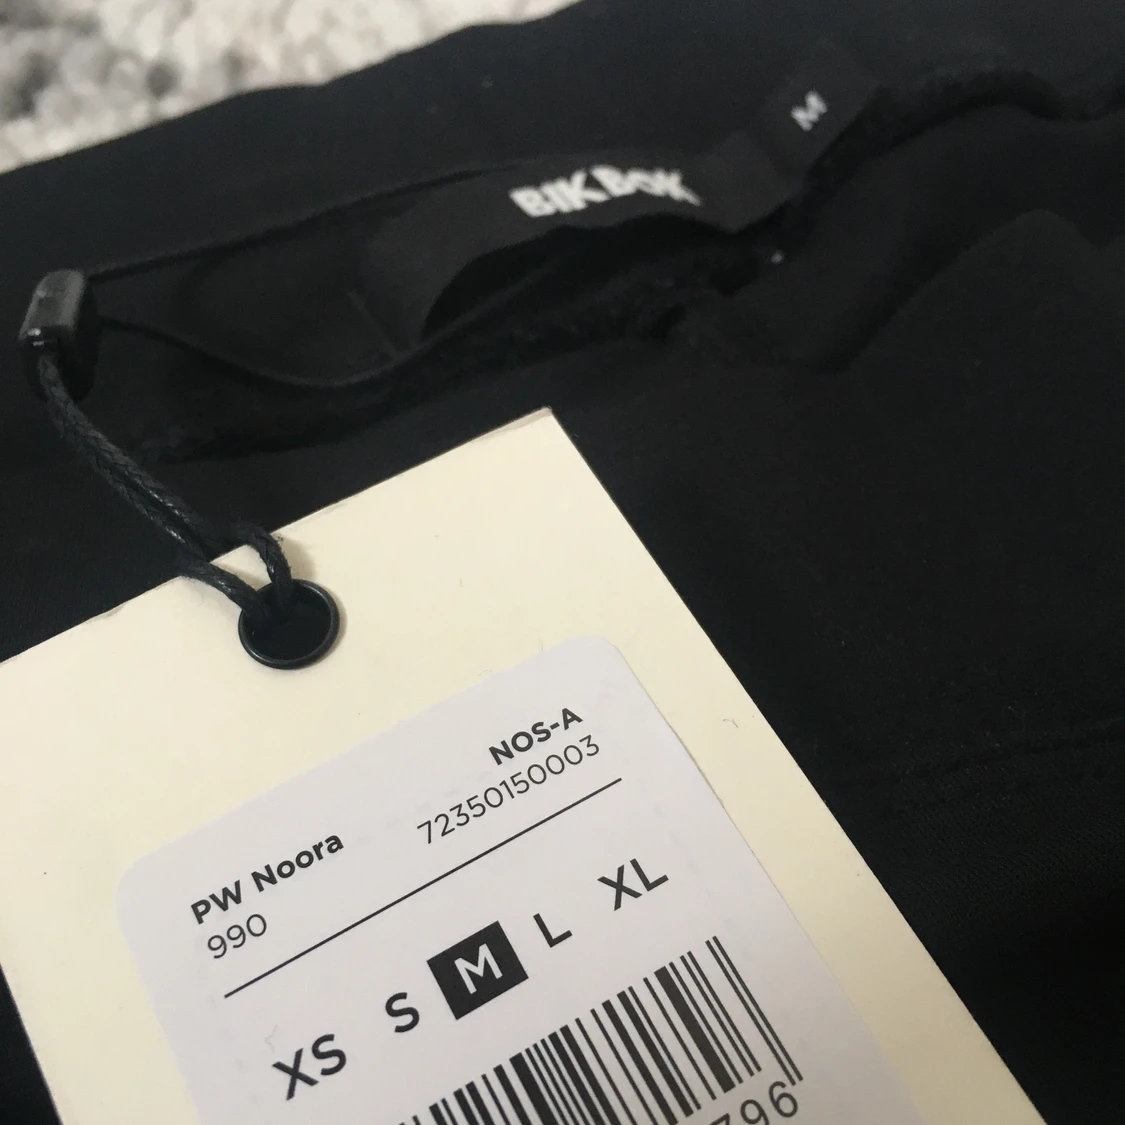 M
BIK BOK
NOS-A
72350150003
PW Noora
990
XS S M L XL
796